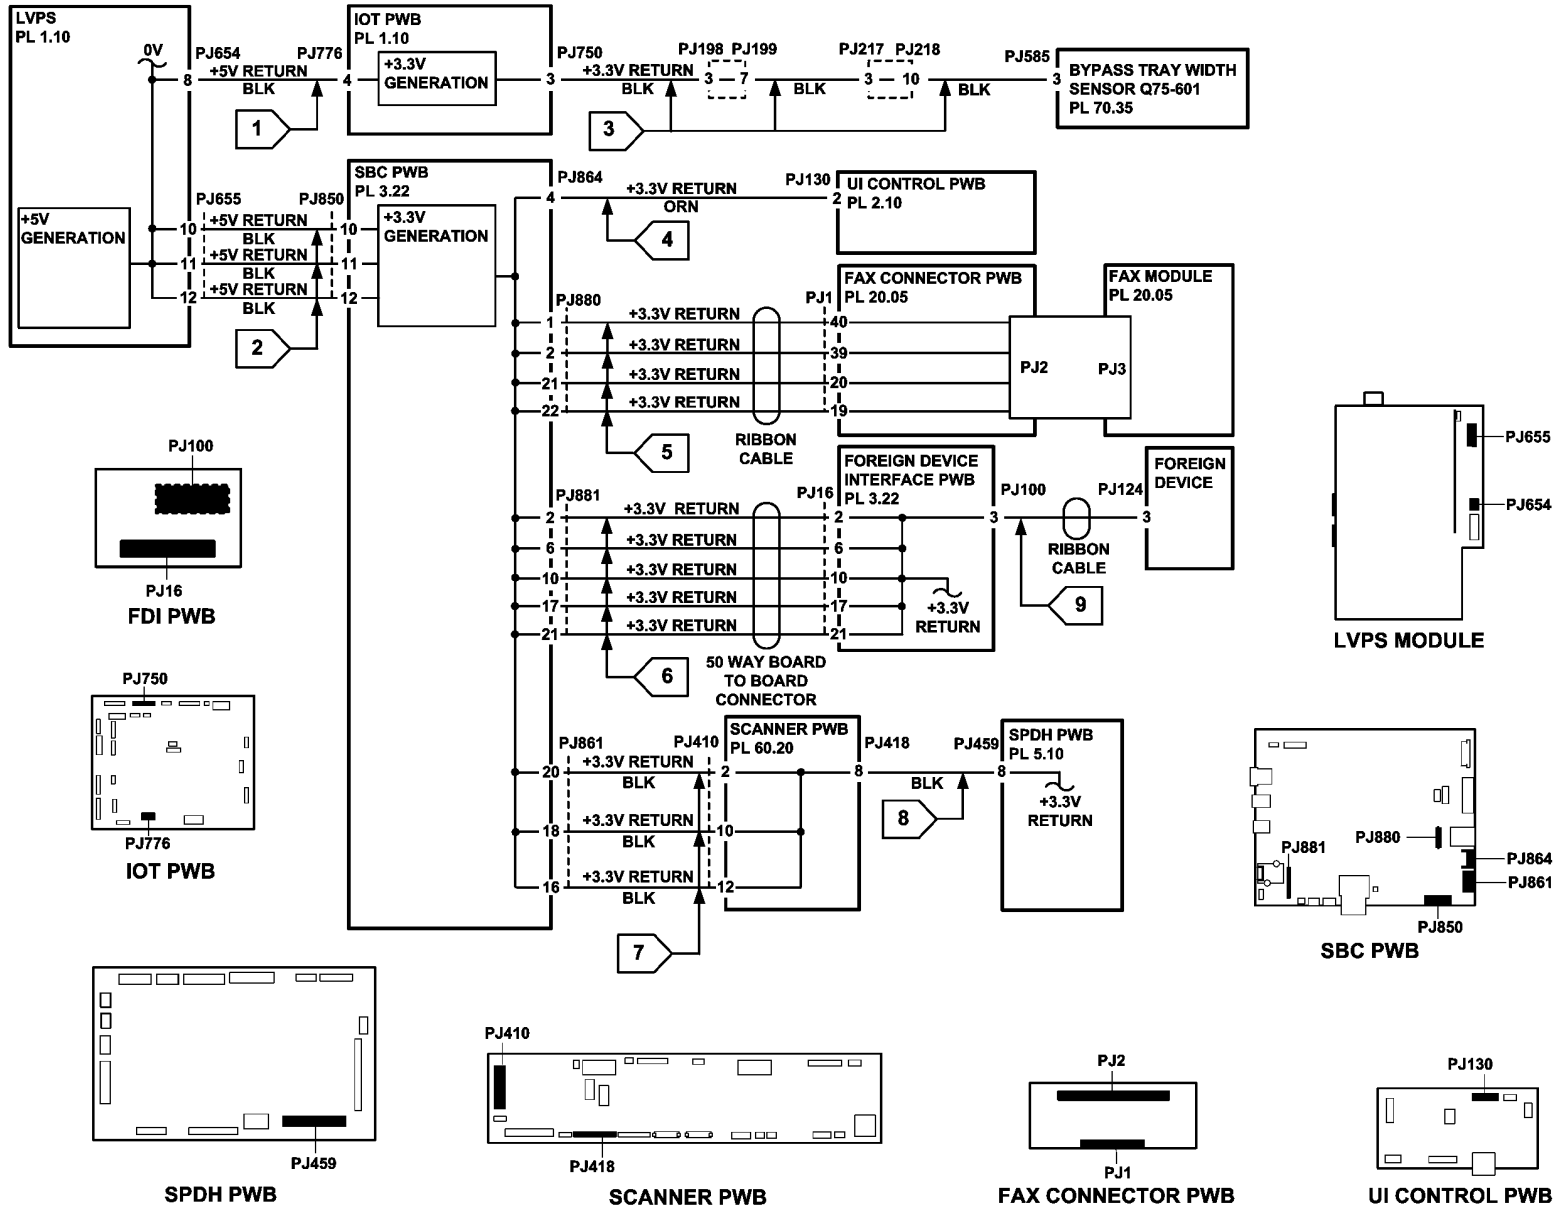 LVPS
PL 1.10
0V
PJ654
8
+5V RETURN
BLK
PJ776
4
1
IOT PWB
PL 1.10
+3.3V
GENERATION
3
PJ750
+3.3V RETURN
BLK
PJ198
PJ199
3
7
BLK
PJ217
PJ218
3
10
BLK
PJ585
3
BYPASS TRAY WIDTH
SENSOR Q75-601
PL 70.35
3
+5V
GENERATION
PJ655
PJ850
10
+5V RETURN
BLK
10
11
+5V RETURN
BLK
11
12
+5V RETURN
BLK
12
2
SBC PWB
PL 3.22
+3.3V
GENERATION
PJ864
4
+3.3V RETURN
ORN
PJ130
2
UI CONTROL PWB
PL 2.10
4
PJ880
PJ1
FAX CONNECTOR PWB
PL 20.05
FAX MODULE
PL 20.05
1
+3.3V RETURN
40
2
+3.3V RETURN
39
21
+3.3V RETURN
20
22
+3.3V RETURN
19
PJ2
PJ3
5
RIBBON
CABLE
PJ881
PJ16
FOREIGN DEVICE
INTERFACE PWB
PL 3.22
PJ100
PJ124
FOREIGN
DEVICE
2
+3.3V RETURN
2
3
3
6
+3.3V RETURN
6
10
+3.3V RETURN
10
17
+3.3V RETURN
17
21
+3.3V RETURN
21
+3.3V
RETURN
RIBBON
CABLE
9
6
50 WAY BOARD
TO BOARD
CONNECTOR
PJ861
PJ410
SCANNER PWB
PL 60.20
PJ418
PJ459
SPDH PWB
PL 5.10
20
+3.3V RETURN
BLK
2
8
BLK
8
18
+3.3V RETURN
BLK
10
16
+3.3V RETURN
BLK
12
+3.3V
RETURN
8
7
PJ100
PJ16
FDI PWB
PJ750
PJ776
IOT PWB
PJ655
PJ654
LVPS MODULE
PJ881
PJ880
PJ864
PJ861
PJ850
SBC PWB
PJ459
SPDH PWB
PJ410
PJ418
SCANNER PWB
PJ2
PJ1
FAX CONNECTOR PWB
PJ130
UI CONTROL PWB